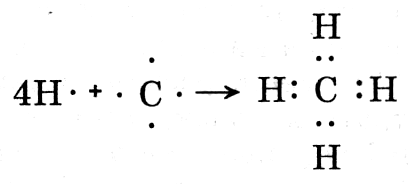 H
4H· + ·C· → H: C :H
H